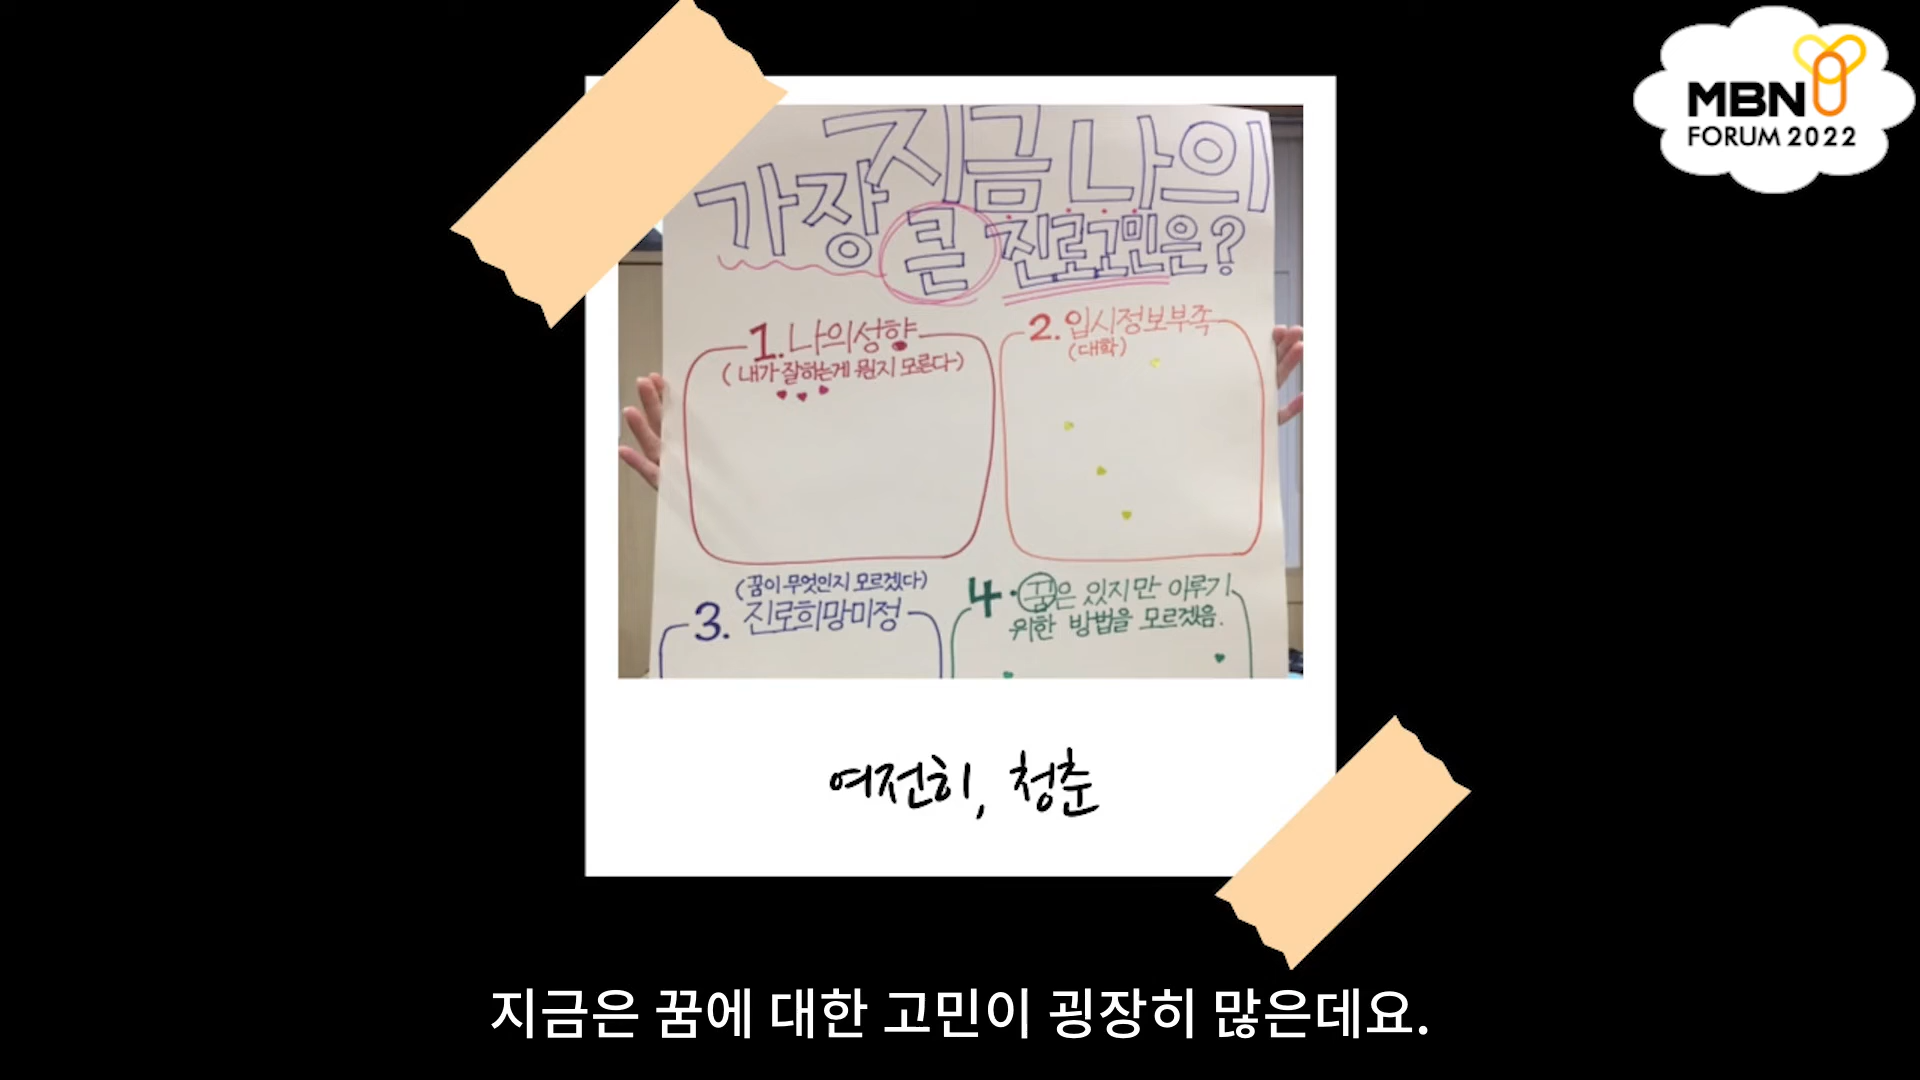 MBN
FORUM 2022
지금 나의
가장 큰 진로고민은?
1. 나의성향
(내가 잘하는게 뭔지 모른다)
2. 입시정보부족
(대학)
(꿈이 무엇인지 모르겠다)
3. 진로희망미정
4. 꿈은 있지만 이루기
위한 방법을 모르겠음.
여전히, 청춘
지금은 꿈에 대한 고민이 굉장히 많은데요.